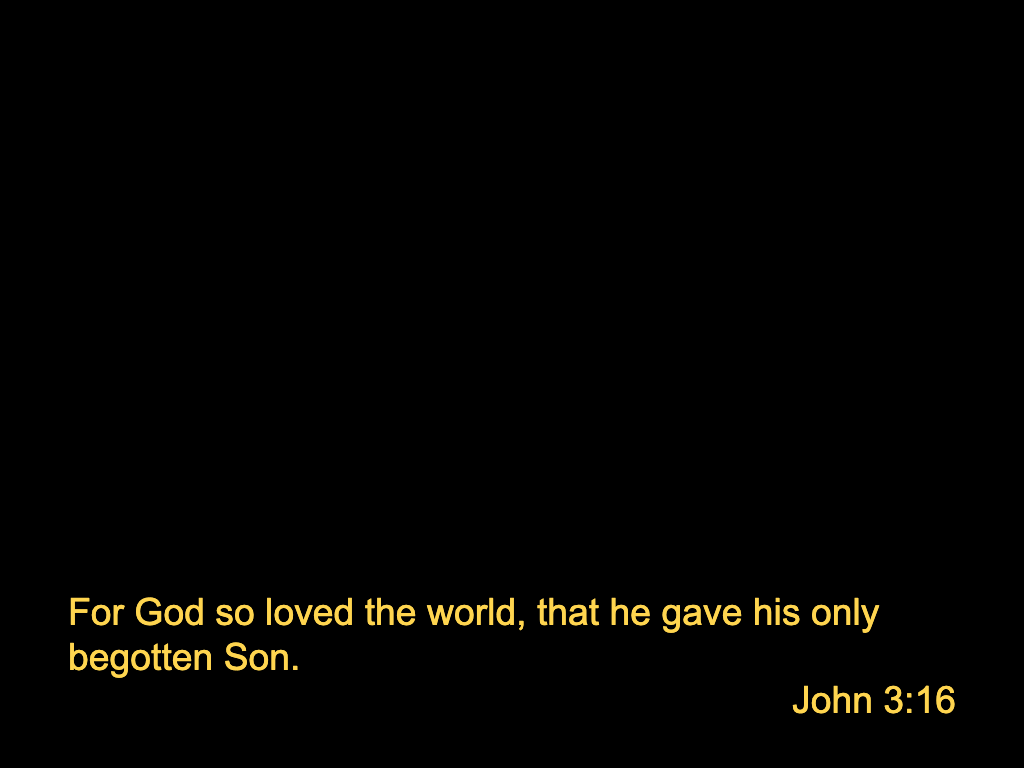 For God so loved the world, that he gave his only
begotten Son.
John 3:16